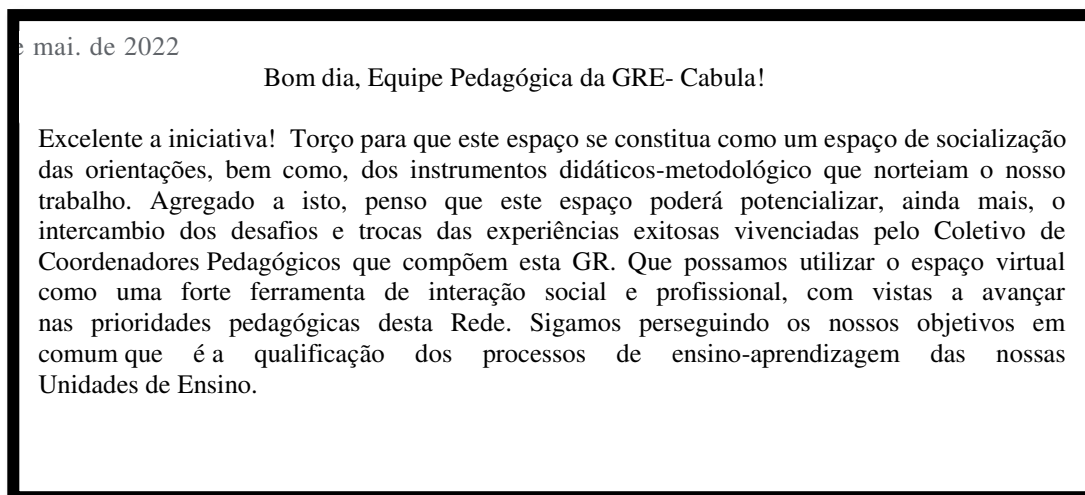 e mai. de 2022
Bom dia, Equipe Pedagógica da GRE- Cabula!
Excelente a iniciativa! Torço para que este espaço se constitua como um espaço de socialização
das orientações, bem como, dos instrumentos didáticos-metodológico que norteiam o nosso
trabalho. Agregado a isto, penso que este espaço poderá potencializar, ainda mais, o
intercambio dos desafios e trocas das experiências exitosas vivenciadas pelo Coletivo de
Coordenadores Pedagógicos que compõem esta GR. Que possamos utilizar o espaço virtual
como uma forte ferramenta de interação social e profissional, com vistas a avançar
nas prioridades pedagógicas desta Rede. Sigamos perseguindo os nossos objetivos em
comum que é a qualificação dos processos de ensino-aprendizagem das nossas
Unidades de Ensino.